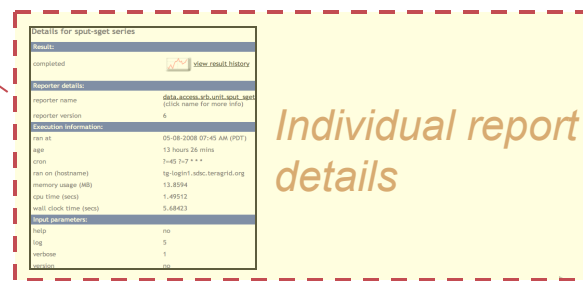 Details for sput-sget series
Result:
completed view result history
Reporter details:
reporter name data.access.srb.unit.sput_sget
(click name for more info)
reporter version 6
Execution information:
ran at 05-08-2008 07:45 AM (PDT)
age 13 hours 26 mins
cron ?=45 ?=7 * * *
ran on (hostname) tg-login1.sdsc.teragrid.org
memory usage (MB) 13.8594
cpu time (secs) 1.49512
wall clock time (secs) 5.68423
Input parameters:
help no
log 5
verbose 1
version no
Individual report
details